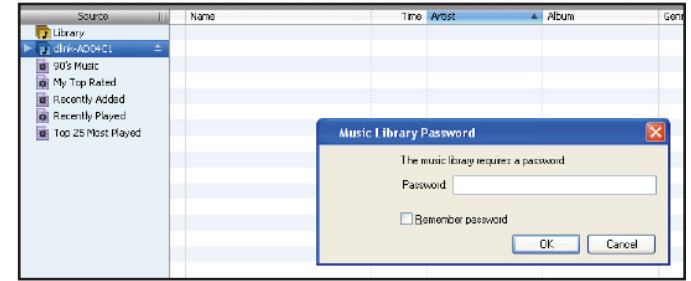 Source Name Time Artist Album Genr
Library
dlink-AD04C1
90's Music
My Top Rated
Recently Added
Recently Played
Top 25 Most Played
Music Library Password
The music library requires a password
Password
Remember password
OK Cancel